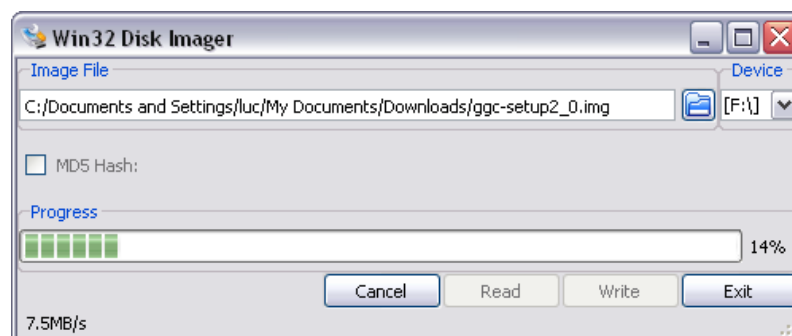 Win32 Disk Imager
Image File
Device
C:/Documents and Settings/luc/My Documents/Downloads/ggc-setup2_0.img
[F:\]
MD5 Hash:
Progress
14%
Cancel Read Write Exit
7.5MB/s